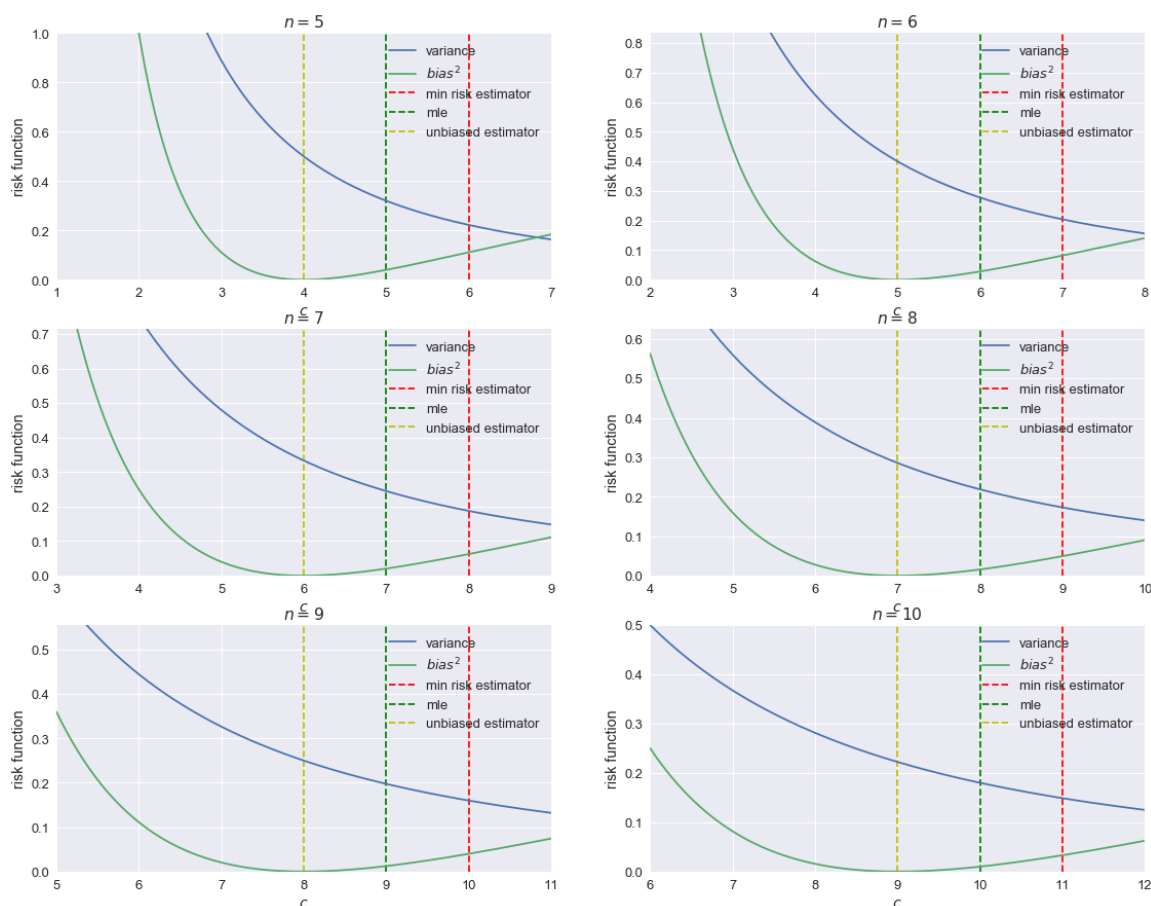 n = 5
1.0
0.8
0.6
0.4
0.2
0.0
risk function
variance
bias²
min risk estimator
mle
unbiased estimator
1 2 3 4 5 6 7
c
n = 6
0.8
0.7
0.6
0.5
0.4
0.3
0.2
0.1
0.0
risk function
variance
bias²
min risk estimator
mle
unbiased estimator
2 3 4 5 6 7 8
c
n = 7
0.7
0.6
0.5
0.4
0.3
0.2
0.1
0.0
risk function
variance
bias²
min risk estimator
mle
unbiased estimator
3 4 5 6 7 8 9
c
n = 8
0.6
0.5
0.4
0.3
0.2
0.1
0.0
risk function
variance
bias²
min risk estimator
mle
unbiased estimator
4 5 6 7 8 9 10
c
n = 9
0.5
0.4
0.3
0.2
0.1
0.0
risk function
variance
bias²
min risk estimator
mle
unbiased estimator
5 6 7 8 9 10 11
c
n = 10
0.5
0.4
0.3
0.2
0.1
0.0
risk function
variance
bias²
min risk estimator
mle
unbiased estimator
6 7 8 9 10 11 12
c